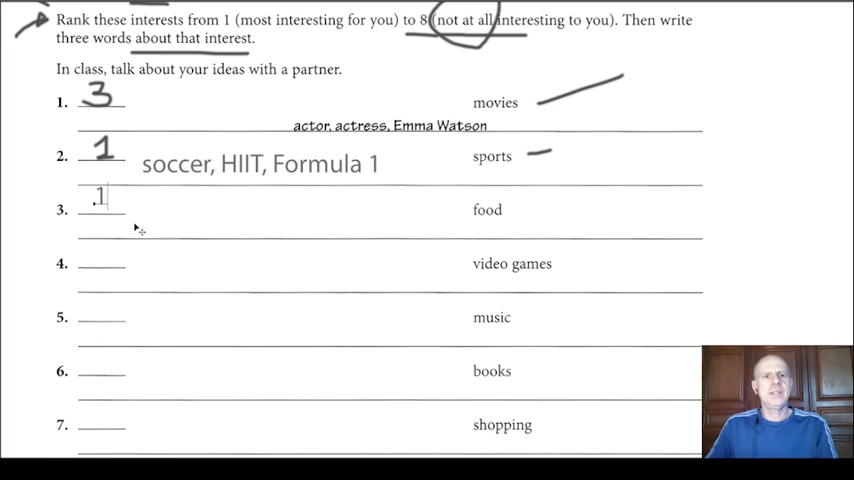 Rank these interests from 1 (most interesting for you) to 8 (not at all interesting to you). Then write
three words about that interest.
In class, talk about your ideas with a partner.
1. 3 movies
actor, actress, Emma Watson
2. 1 soccer, HIIT, Formula 1 sports
3. .1 food
4. video games
5. music
6. books
7. shopping